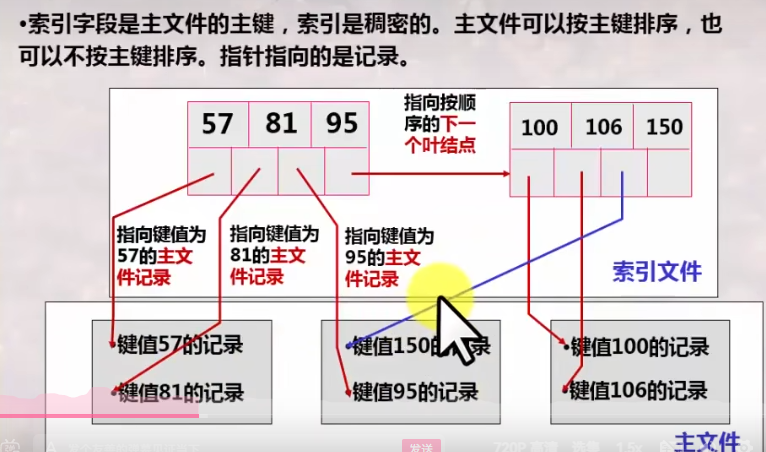 •索引字段是主文件的主键，索引是稠密的。主文件可以按主键排序，也
可以不按主键排序。指针指向的是记录。
57 81 95
指向按顺
序的下一
个叶结点
100 106 150
指向键值为
57的主文
件记录
指向键值为
81的主文
件记录
指向键值为
95的主文
件记录
索引文件
•键值57的记录
•键值81的记录
•键值150的记录
•键值95的记录
•键值100的记录
•键值106的记录
主文件
发送
720P 高清 选集 1.5x